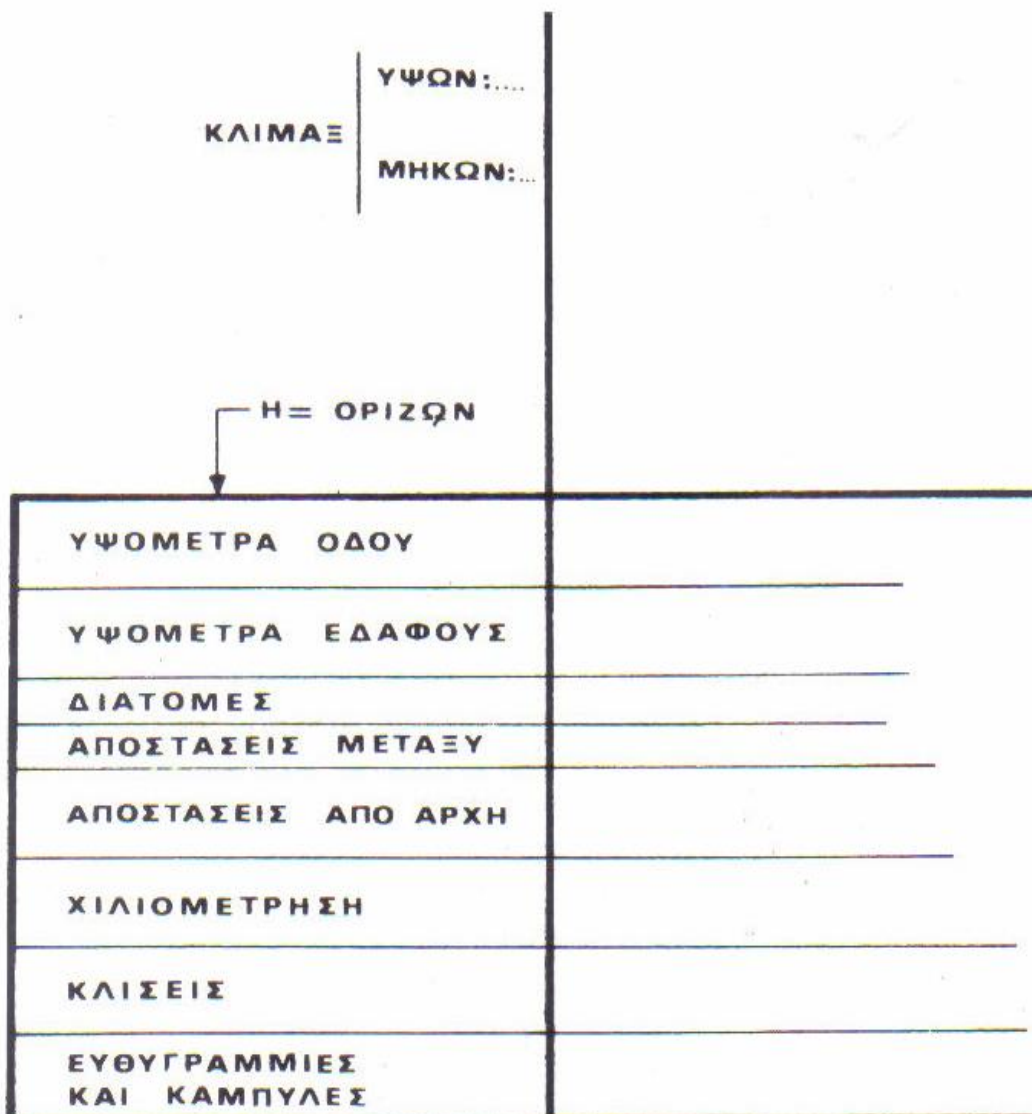 ΥΨΩΝ:....
ΚΛΙΜΑΞ
ΜΗΚΩΝ:...
Η= ΟΡΙΖΩΝ
ΥΨΟΜΕΤΡΑ ΟΔΟΥ
ΥΨΟΜΕΤΡΑ ΕΔΑΦΟΥΣ
ΔΙΑΤΟΜΕΣ
ΑΠΟΣΤΑΣΕΙΣ ΜΕΤΑΞΥ
ΑΠΟΣΤΑΣΕΙΣ ΑΠΟ ΑΡΧΗ
ΧΙΛΙΟΜΕΤΡΗΣΗ
ΚΛΙΣΕΙΣ
ΕΥΘΥΓΡΑΜΜΙΕΣ
ΚΑΙ ΚΑΜΠΥΛΕΣ